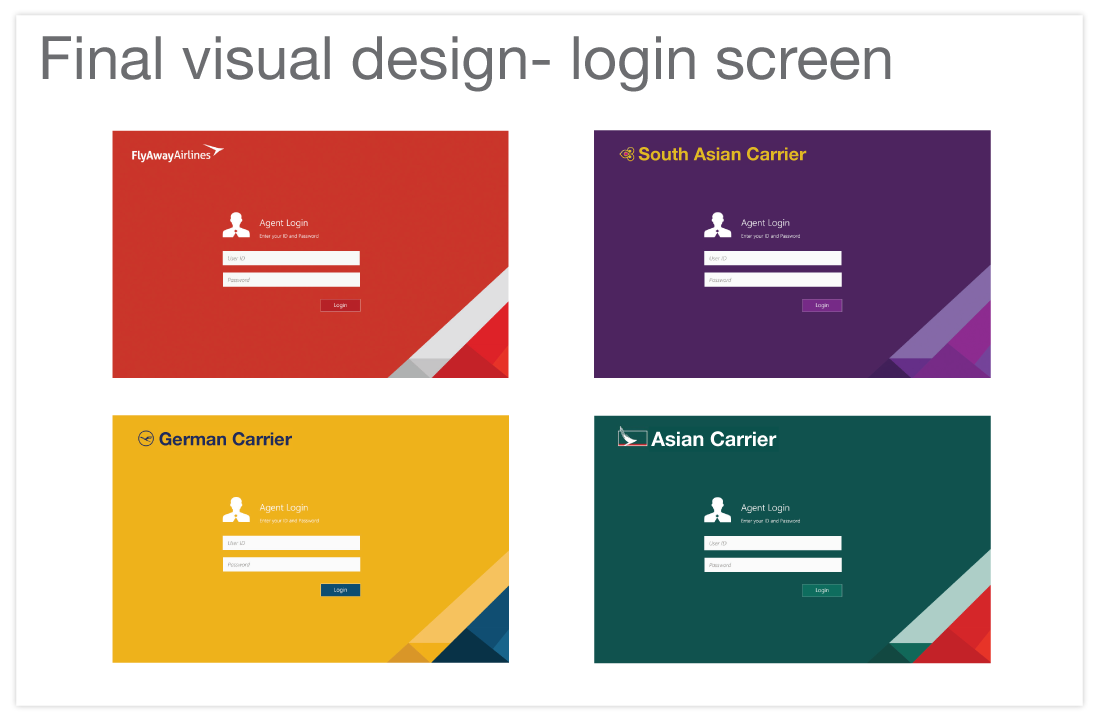 Final visual design- login screen
FlyAwayAirlines
Agent Login
Enter your ID and Password
User ID
Password
Login
South Asian Carrier
Agent Login
Enter your ID and Password
User ID
Password
Login
German Carrier
Agent Login
Enter your ID and Password
User ID
Password
Login
Asian Carrier
Agent Login
Enter your ID and Password
User ID
Password
Login